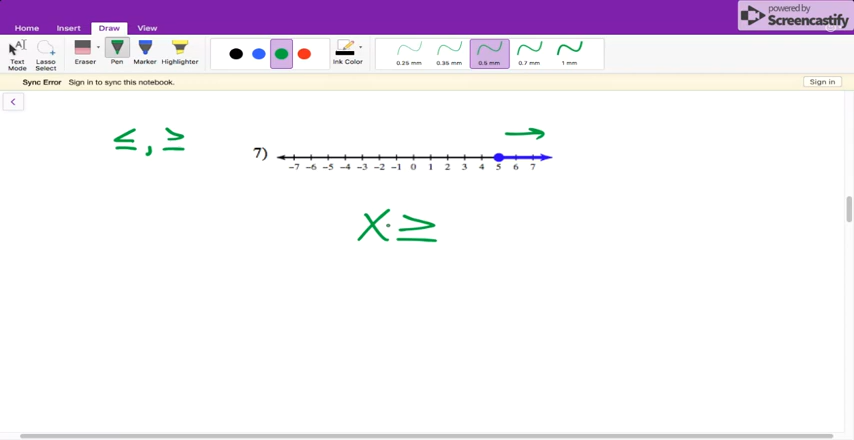 powered by
Screencastify
Home Insert Draw View
Text Mode Lasso Select Eraser Pen Marker Highlighter Ink Color 0.25 mm 0.35 mm 0.5 mm 0.7 mm 1 mm
Sync Error Sign in to sync this notebook. Sign in
≤ , ≥
7) -7 -6 -5 -4 -3 -2 -1 0 1 2 3 4 5 6 7
X ≥